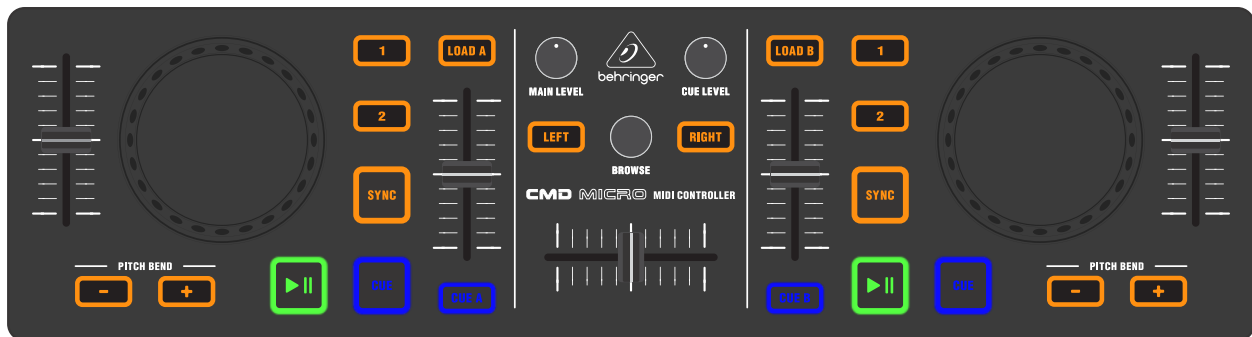 1
LOAD A
2
SYNC
PITCH BEND
-
+
CUE
CUE A
behringer
MAIN LEVEL
CUE LEVEL
LEFT
RIGHT
BROWSE
CMD MICRO MIDI CONTROLLER
LOAD B
1
2
SYNC
CUE B
CUE
PITCH BEND
-
+